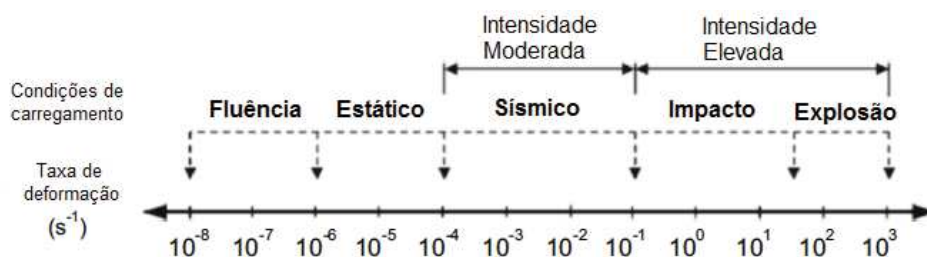 Intensidade Moderada
Intensidade Elevada
Condições de carregamento
Fluência Estático Sísmico Impacto Explosão
Taxa de deformação
(s⁻¹)
10⁻⁸ 10⁻⁷ 10⁻⁶ 10⁻⁵ 10⁻⁴ 10⁻³ 10⁻² 10⁻¹ 10⁰ 10¹ 10² 10³